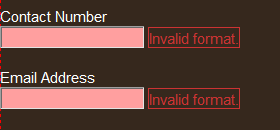 Contact Number
Invalid format.
Email Address
Invalid format.